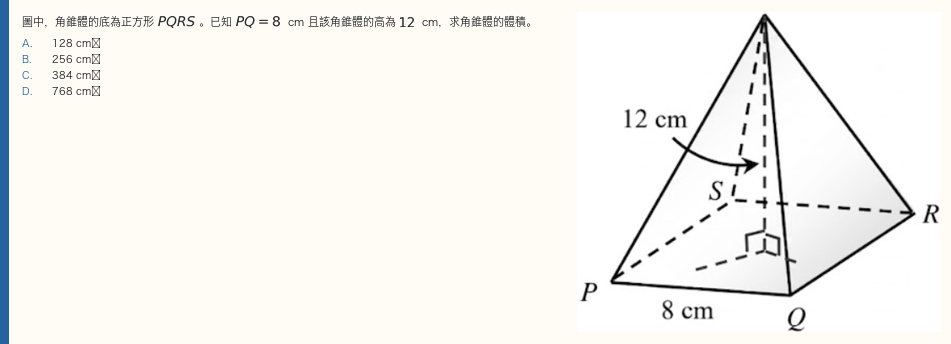 圖中，角錐體的底為正方形 PQRS 。已知 PQ = 8 cm 且該角錐體的高為 12 cm，求角錐體的體積。
A. 128 cm
B. 256 cm
C. 384 cm
D. 768 cm
12 cm
S
R
P
8 cm
Q